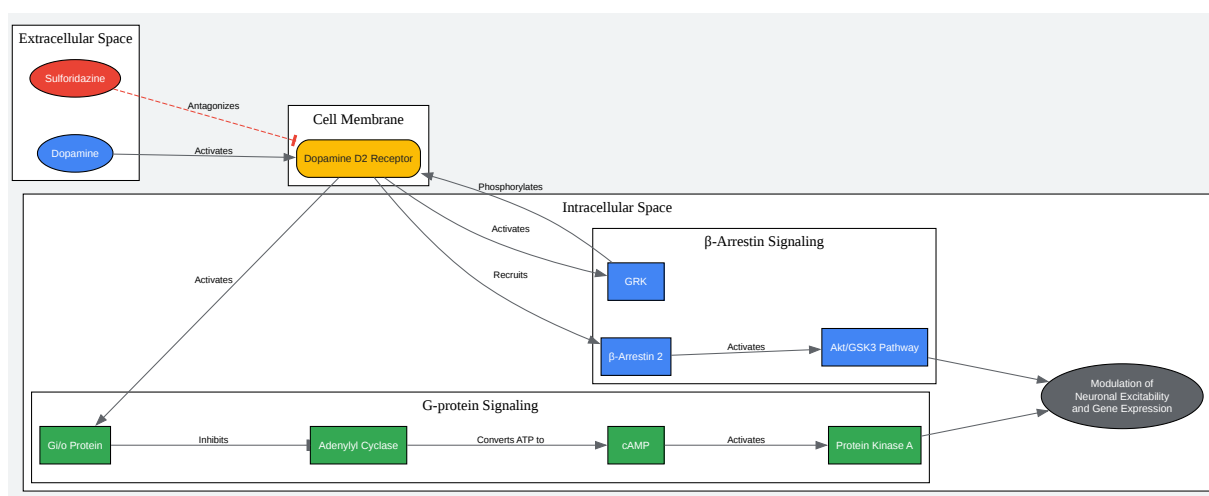 Extracellular Space
Sulforidazine
Antagonizes
Cell Membrane
Dopamine
Activates
Dopamine D2 Receptor
Phosphorylates
Intracellular Space
Activates
β-Arrestin Signaling
Recruits
Activates
GRK
β-Arrestin 2
Activates
Akt/GSK3 Pathway
Modulation of
Neuronal Excitability
and Gene Expression
G-protein Signaling
Gi/o Protein
Inhibits
Adenylyl Cyclase
Converts ATP to
cAMP
Activates
Protein Kinase A